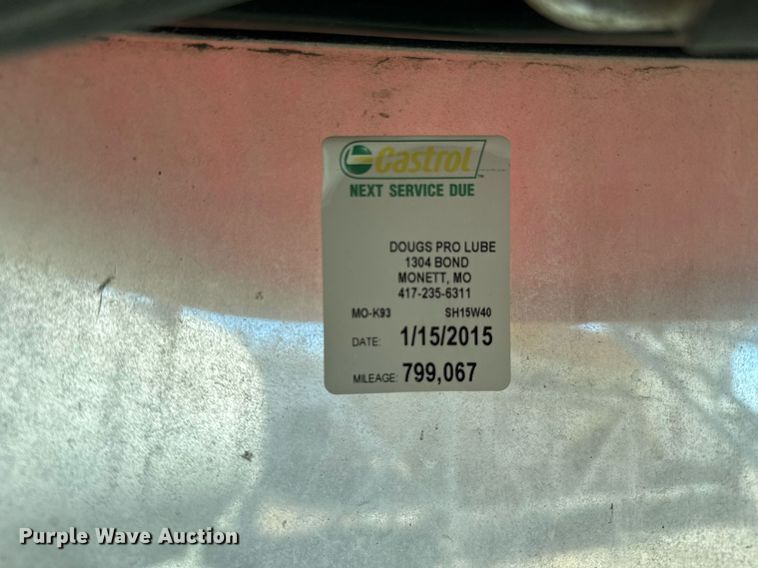 Castrol
NEXT SERVICE DUE
DOUGS PRO LUBE
1304 BOND
MONETT, MO
417-235-6311
MO-K93 SH15W40
DATE: 1/15/2015
MILEAGE: 799,067
Purple Wave Auction